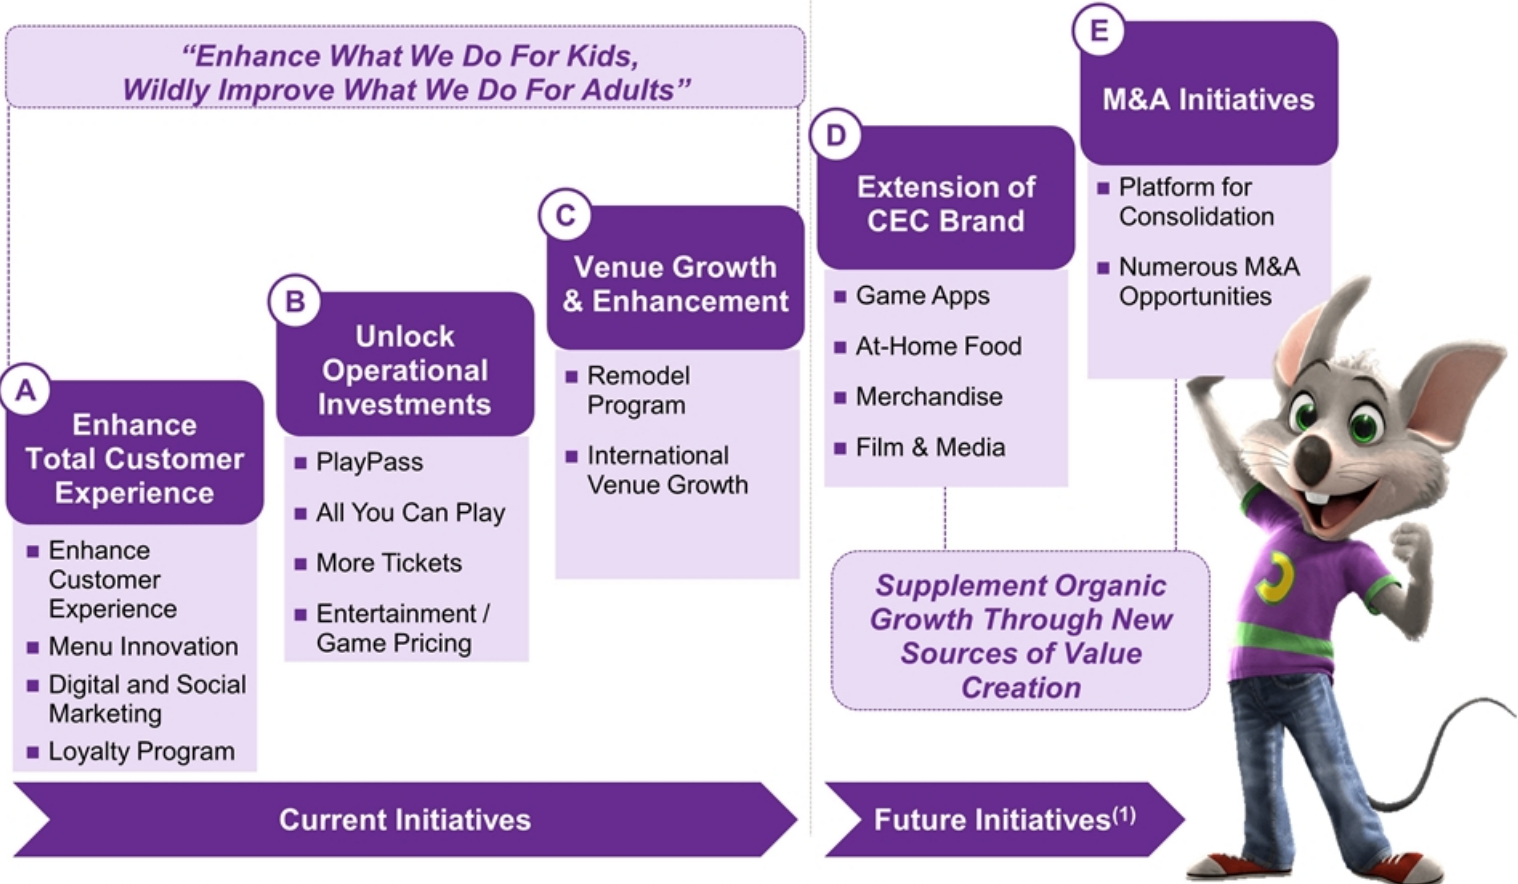 “Enhance What We Do For Kids,
Wildly Improve What We Do For Adults”
A
Enhance
Total Customer
Experience
■ Enhance
Customer
Experience
■ Menu Innovation
■ Digital and Social
Marketing
■ Loyalty Program
B
Unlock
Operational
Investments
■ PlayPass
■ All You Can Play
■ More Tickets
■ Entertainment /
Game Pricing
C
Venue Growth
& Enhancement
■ Remodel
Program
■ International
Venue Growth
Current Initiatives
D
Extension of
CEC Brand
■ Game Apps
■ At-Home Food
■ Merchandise
■ Film & Media
E
M&A Initiatives
■ Platform for
Consolidation
■ Numerous M&A
Opportunities
Supplement Organic
Growth Through New
Sources of Value
Creation
Future Initiatives(1)
C